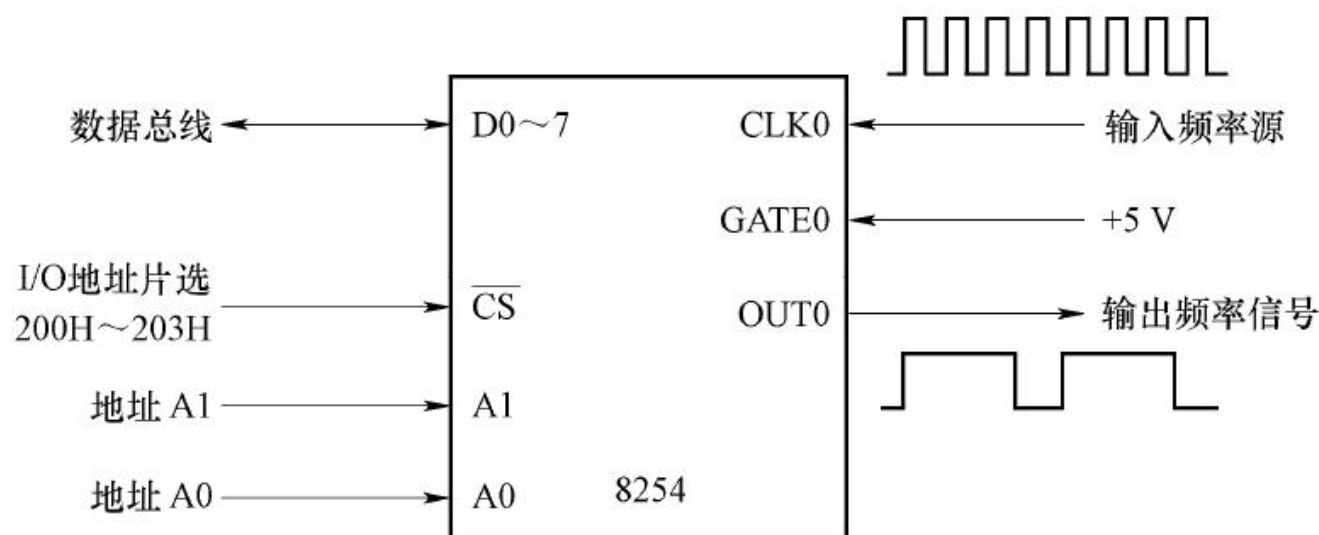 数据总线
D0～7
CLK0
输入频率源
GATE0
+5 V
I/O地址片选
200H～203H
CS
OUT0
输出频率信号
地址 A1
A1
地址 A0
A0
8254